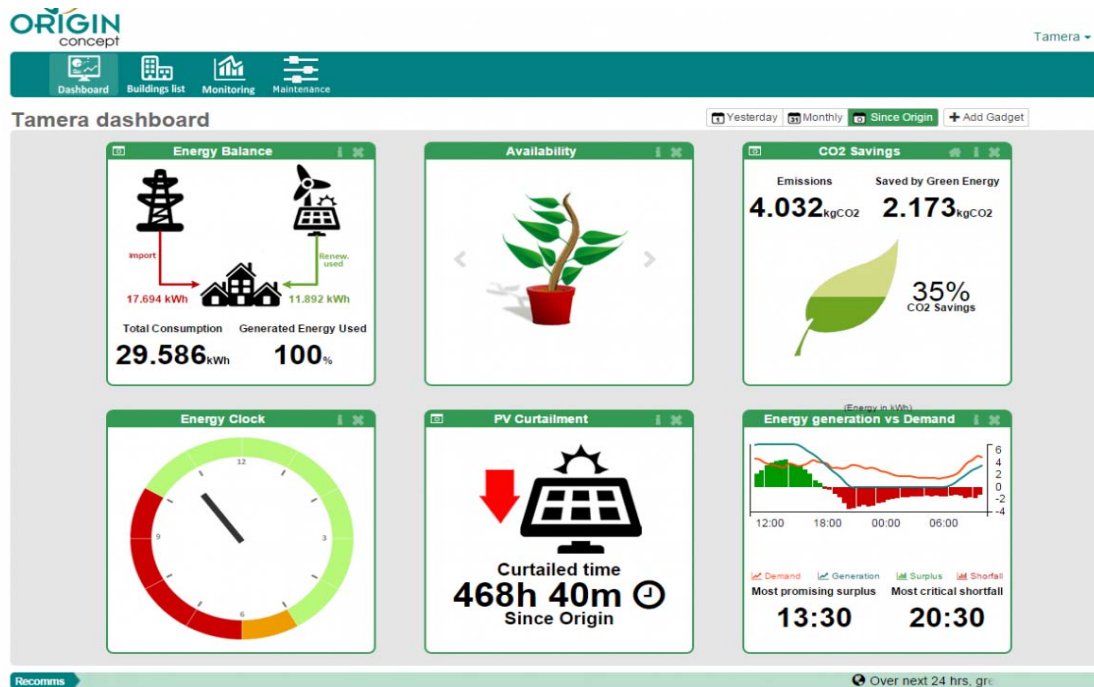 ORIGIN
concept
Tamera
Dashboard
Buildings list
Monitoring
Maintenance
Tamera dashboard
Yesterday
Monthly
Since Origin
Add Gadget
Energy Balance
Import
Renew.
used
17.694 kWh
11.892 kWh
Total Consumption
Generated Energy Used
29.586kWh
100%
Availability
CO2 Savings
Emissions
Saved by Green Energy
4.032kgCO2
2.173kgCO2
35%
CO2 Savings
Energy Clock
12
3
6
9
PV Curtailment
Curtailed time
468h 40m
Since Origin
(Energy in kWh)
Energy generation vs Demand
6
4
2
0
-2
-4
12:00 18:00 00:00 06:00
Demand Generation Surplus Shorfall
Most promising surplus
Most critical shortfall
13:30
20:30
Recomms
Over next 24 hrs, gre